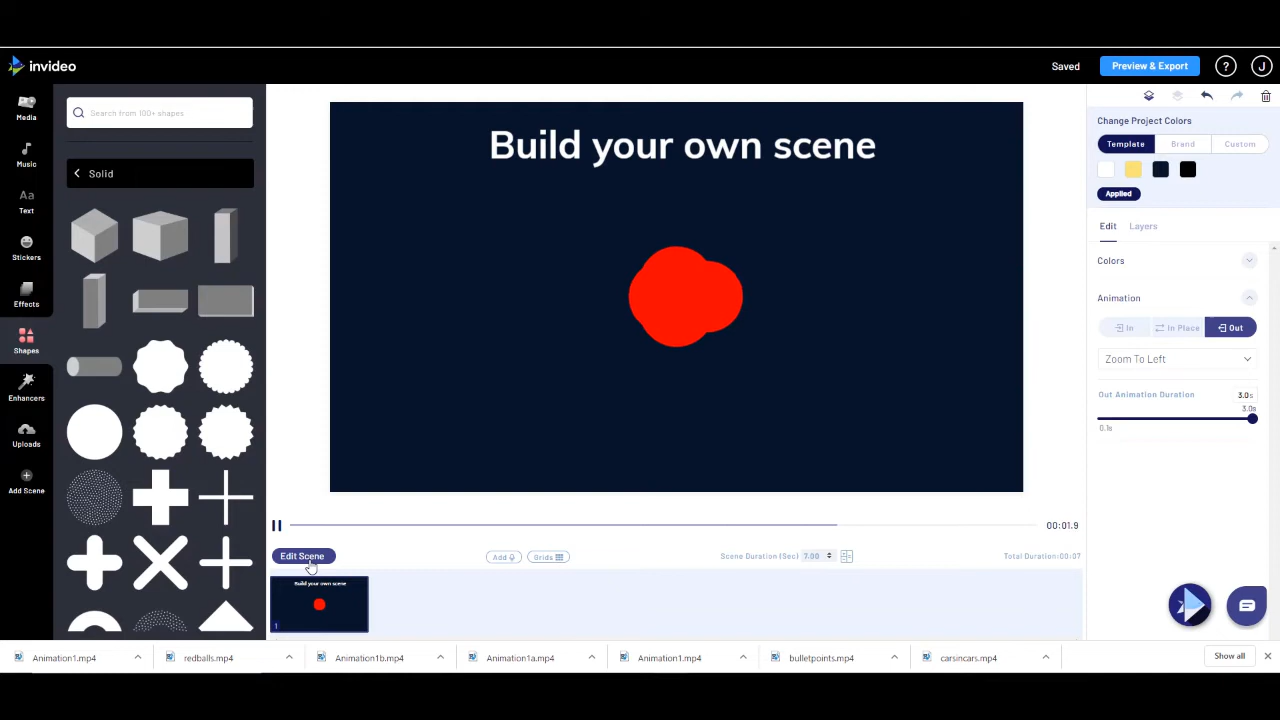 invideo
Saved
Preview & Export
?
J
Media
Music
Aa
Text
Stickers
Effects
Shapes
Enhancers
Uploads
Add Scene
Search from 100+ shapes
Solid
Build your own scene
00:01.9
Edit Scene
Add
Grids
Scene Duration (Sec) 7.00
Total Duration:00:07
Build your own scene
1
Change Project Colors
Template
Brand
Custom
Applied
Edit
Layers
Colors
Animation
In
In Place
Out
Zoom To Left
Out Animation Duration
3.0s
3.0s
0.1s
Animation1.mp4
redballs.mp4
Animation1b.mp4
Animation1a.mp4
Animation1.mp4
bulletpoints.mp4
carsincars.mp4
Show all